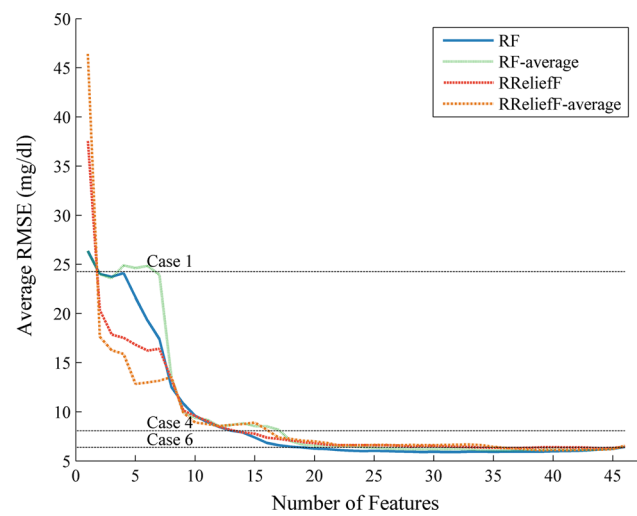 50
45
40
35
30
25
20
15
10
5
Average RMSE (mg/dl)
RF
RF-average
RReliefF
RReliefF-average
Case 1
Case 4
Case 6
0 5 10 15 20 25 30 35 40 45
Number of Features